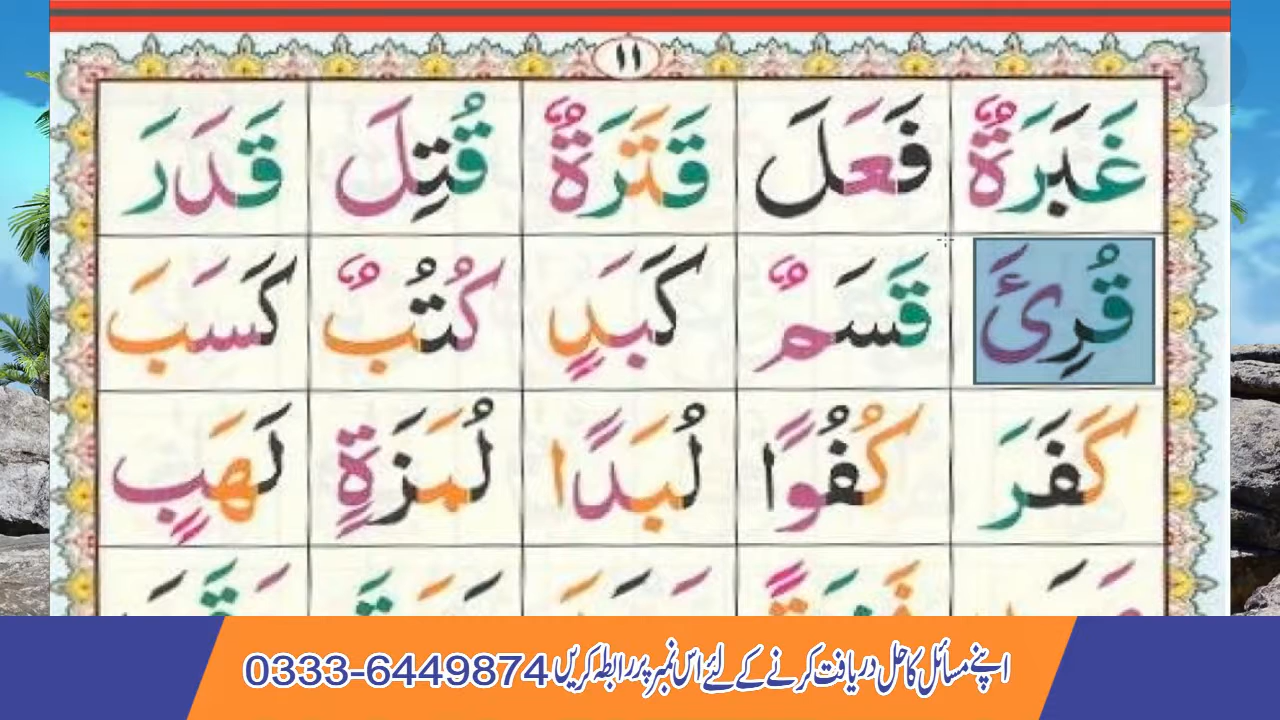 ١١
غَبَرَةٌ فَعَلَ قَتَرَةٌ قُتِلَ قَدَرَ
قُرِئَ قَسَمٌ كَبَدٍ كُتُبٌ كَسَبَ
كَفَرَ كُفُوًا لُبَدًا لُمَزَةٍ لَهَبٍ
اپنے مسائل کا حل دریافت کرنے کے لئے اس نمبر پر رابطہ کریں 0333-6449874